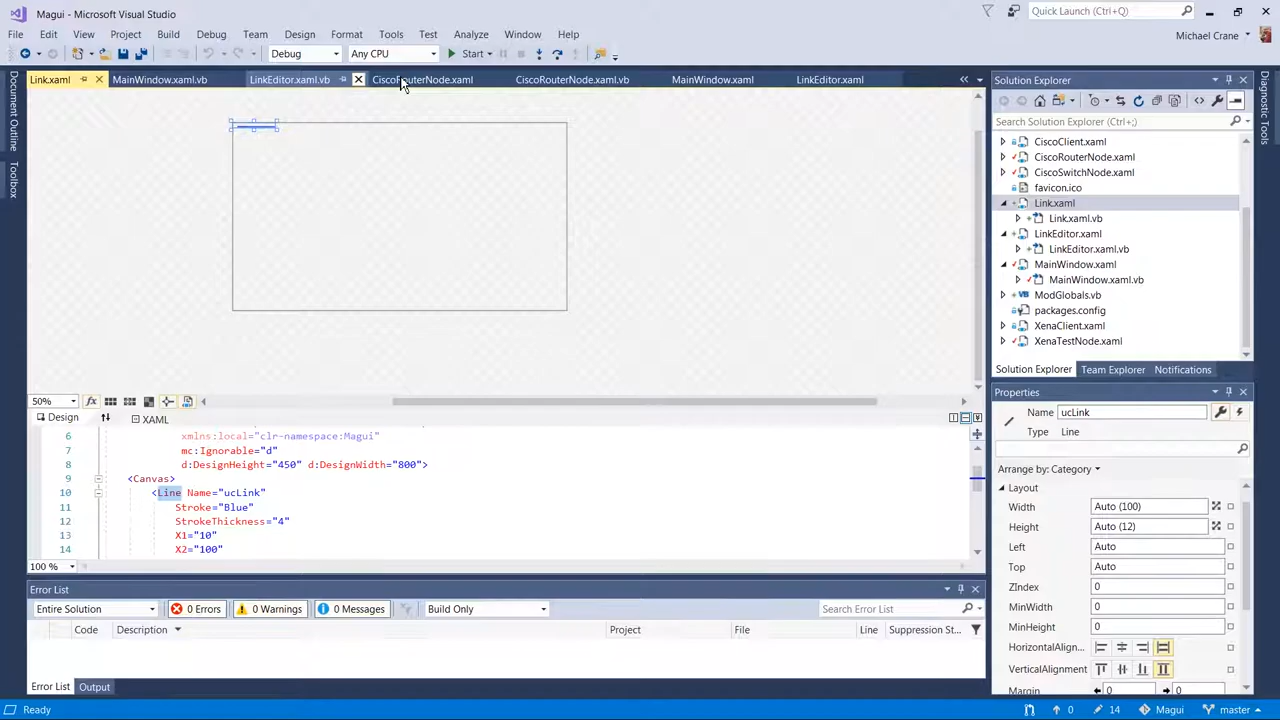 Magui - Microsoft Visual Studio
Quick Launch (Ctrl+Q)
File Edit View Project Build Debug Team Design Format Tools Test Analyze Window Help
Michael Crane
Debug Any CPU Start
Link.xaml MainWindow.xaml.vb LinkEditor.xaml.vb CiscoRouterNode.xaml CiscoRouterNode.xaml.vb MainWindow.xaml LinkEditor.xaml
Document Outline
Toolbox
Solution Explorer
Search Solution Explorer (Ctrl+;)
CiscoClient.xaml
CiscoRouterNode.xaml
CiscoSwitchNode.xaml
favicon.ico
Link.xaml
Link.xaml.vb
LinkEditor.xaml
LinkEditor.xaml.vb
MainWindow.xaml
MainWindow.xaml.vb
ModGlobals.vb
packages.config
XenaClient.xaml
XenaTestNode.xaml
Solution Explorer Team Explorer Notifications
Diagnostic Tools
50% fx
Design XAML
6 xmlns:local="clr-namespace:Magui"
7 mc:Ignorable="d"
8 d:DesignHeight="450" d:DesignWidth="800">
9 <Canvas>
10 <Line Name="ucLink"
11 Stroke="Blue"
12 StrokeThickness="4"
13 X1="10"
14 X2="100"
100 %
Properties
Name ucLink
Type Line
Arrange by: Category
Layout
Width Auto (100)
Height Auto (12)
Left Auto
Top Auto
ZIndex 0
MinWidth 0
MinHeight 0
HorizontalAlign...
VerticalAlignment
Margin 0 0
Error List
Entire Solution 0 Errors 0 Warnings 0 Messages Build Only Search Error List
Code Description Project File Line Suppression St...
Error List Output
Ready 0 14 Magui master